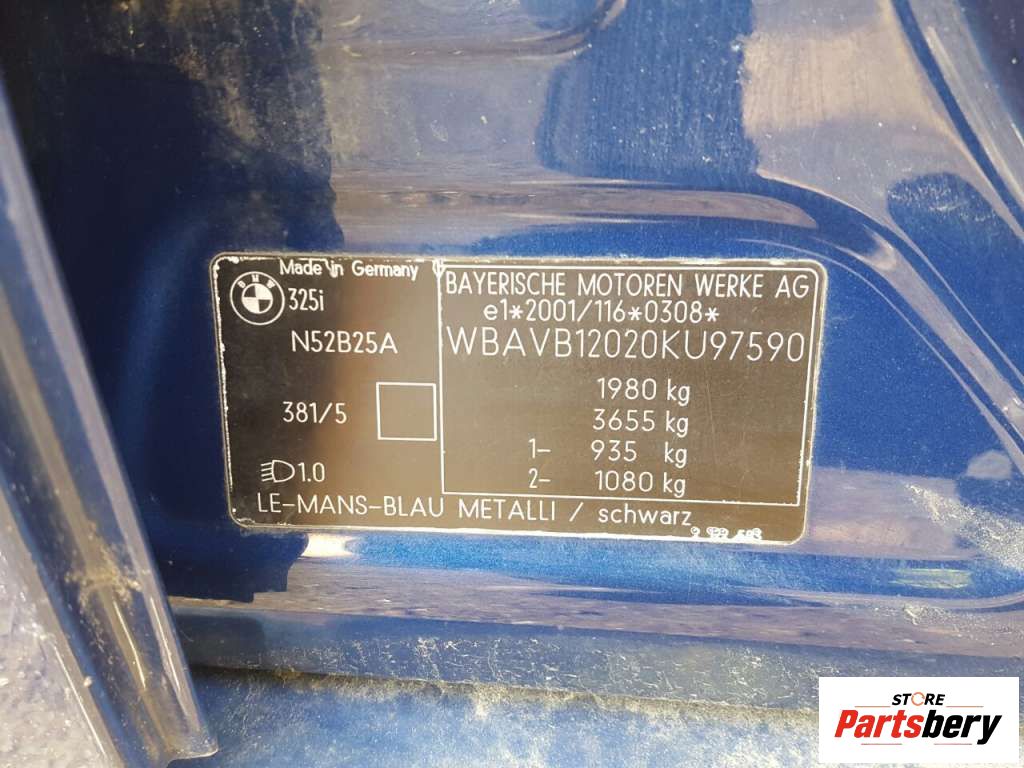 Made in Germany
BMW
325i
N52B25A
381/5
1.0
BAYERISCHE MOTOREN WERKE AG
e1*2001/116*0308*
WBAVB12020KU97590
1980 kg
3655 kg
1- 935 kg
2- 1080 kg
LE-MANS-BLAU METALLI / schwarz
STORE
Partsbery